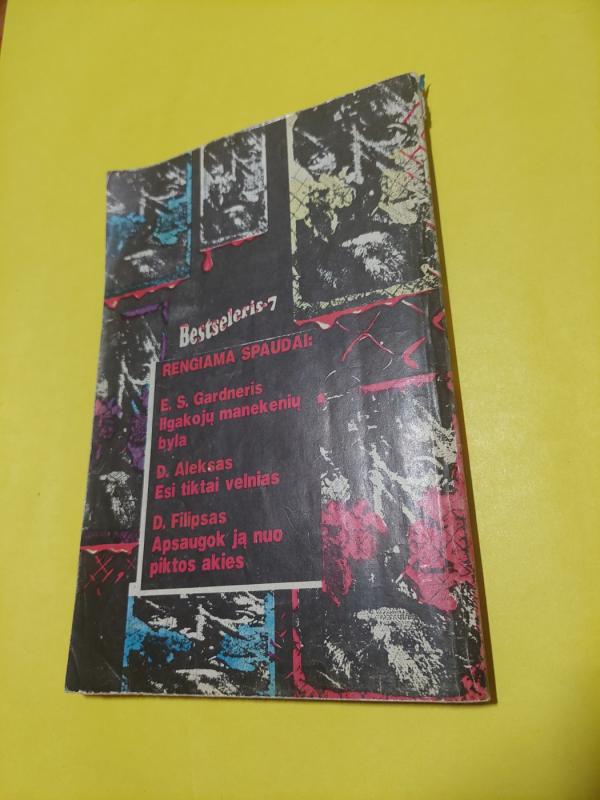 Bestseleris-7
RENGIAMA SPAUDAI:
E. S. Gardneris
Ilgakojų manekenių
byla
D. Aleksas
Esi tiktai velnias
D. Filipsas
Apsaugok ją nuo
piktos akies